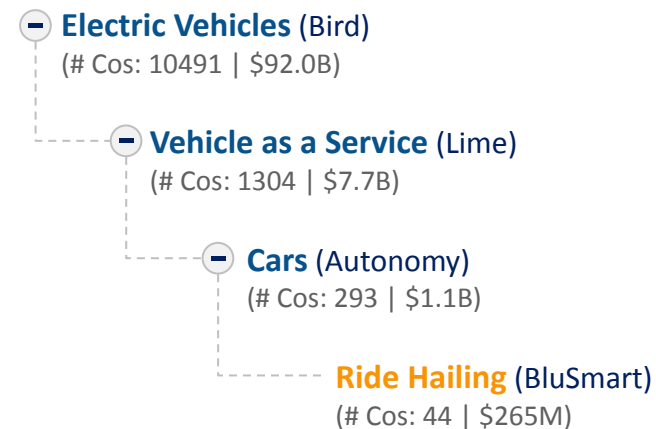 Electric Vehicles (Bird)
(# Cos: 10491 | $92.0B)
Vehicle as a Service (Lime)
(# Cos: 1304 | $7.7B)
Cars (Autonomy)
(# Cos: 293 | $1.1B)
Ride Hailing (BluSmart)
(# Cos: 44 | $265M)